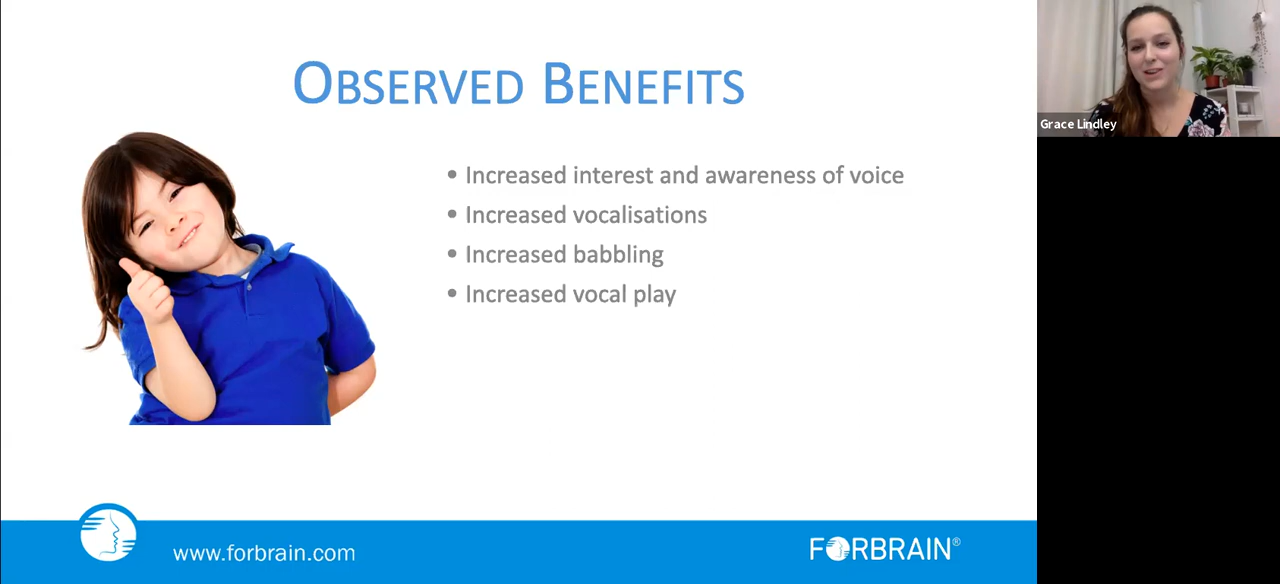 OBSERVED BENEFITS
• Increased interest and awareness of voice
• Increased vocalisations
• Increased babbling
• Increased vocal play
www.forbrain.com
FORBRAIN®
Grace Lindley